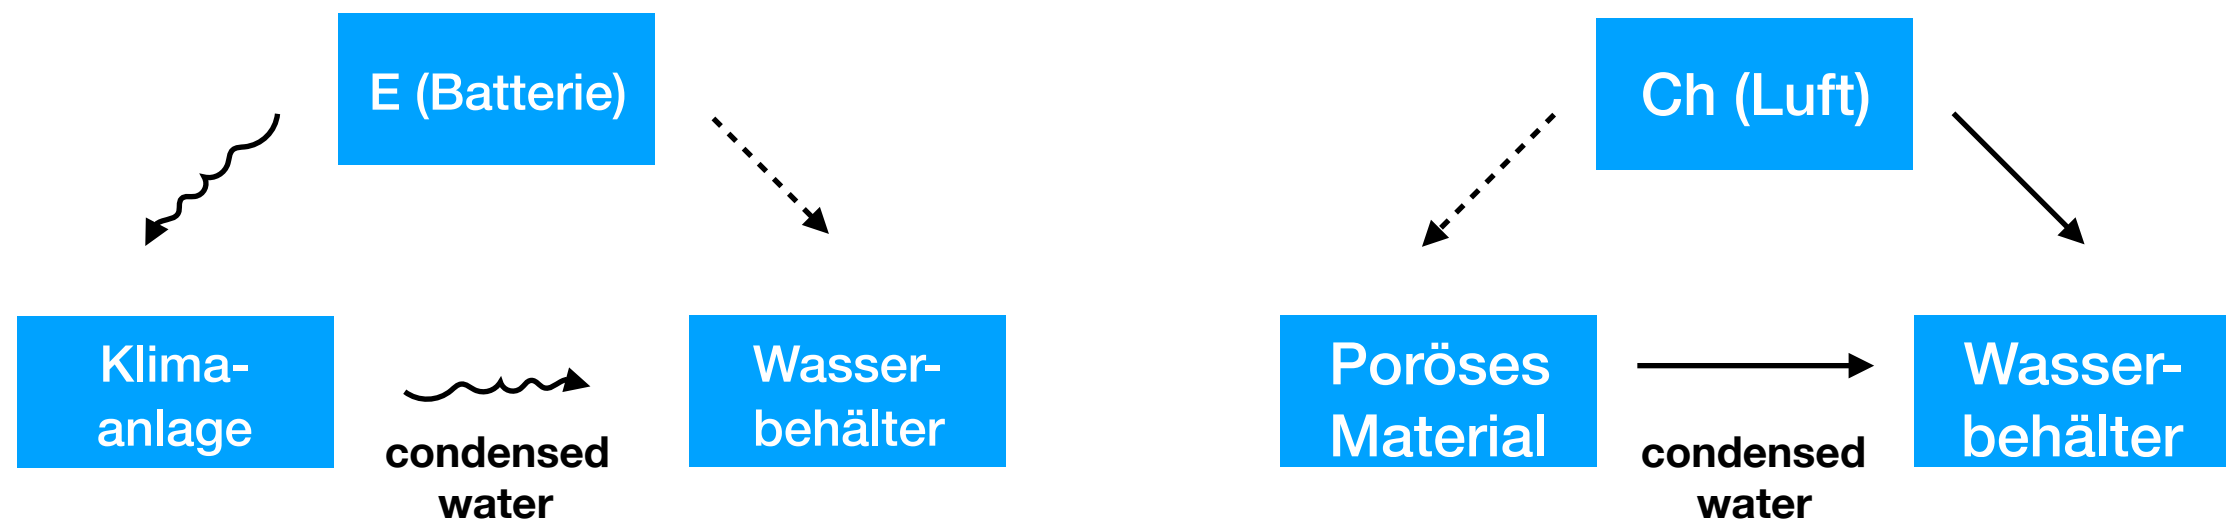 E (Batterie)
Klima-
anlage
condensed
water
Wasser-
behälter
Ch (Luft)
Poröses
Material
condensed
water
Wasser-
behälter